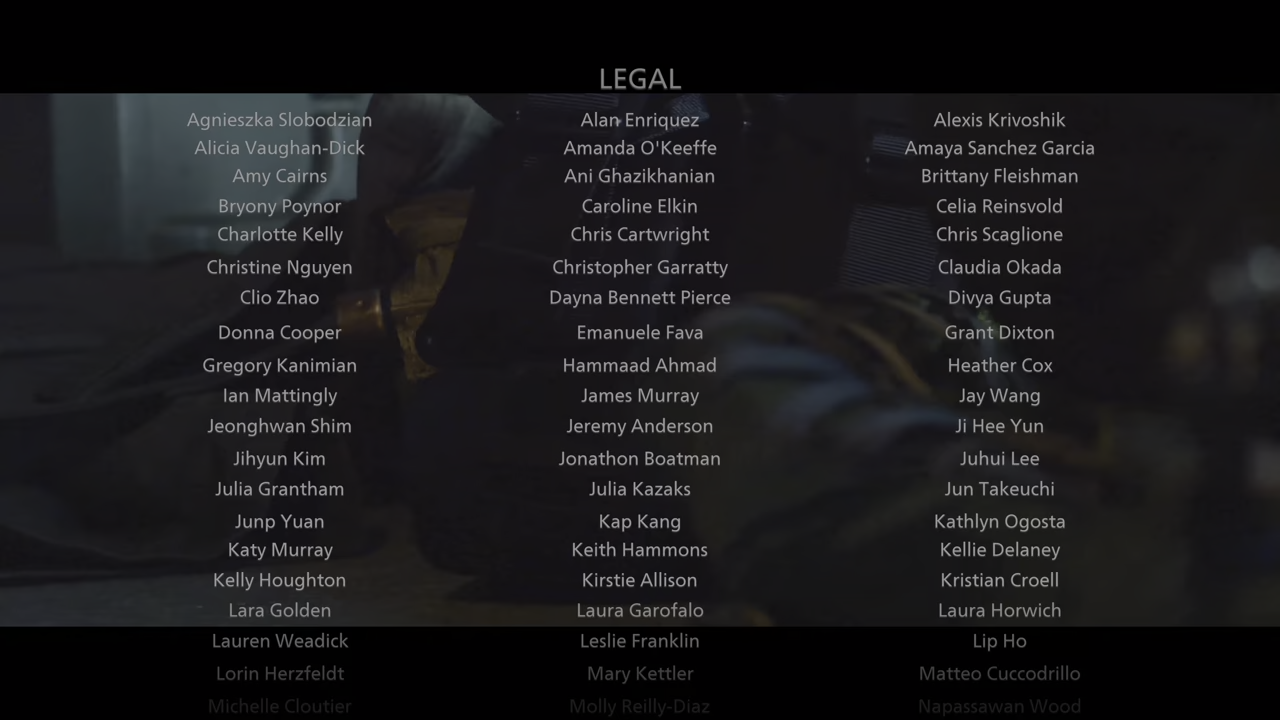 LEGAL
Agnieszka Slobodzian Alan Enriquez Alexis Krivoshik
Alicia Vaughan-Dick Amanda O'Keeffe Amaya Sanchez Garcia
Amy Cairns Ani Ghazikhanian Brittany Fleishman
Bryony Poynor Caroline Elkin Celia Reinsvold
Charlotte Kelly Chris Cartwright Chris Scaglione
Christine Nguyen Christopher Garratty Claudia Okada
Clio Zhao Dayna Bennett Pierce Divya Gupta
Donna Cooper Emanuele Fava Grant Dixton
Gregory Kanimian Hammaad Ahmad Heather Cox
Ian Mattingly James Murray Jay Wang
Jeonghwan Shim Jeremy Anderson Ji Hee Yun
Jihyun Kim Jonathon Boatman Juhui Lee
Julia Grantham Julia Kazaks Jun Takeuchi
Junp Yuan Kap Kang Kathlyn Ogosta
Katy Murray Keith Hammons Kellie Delaney
Kelly Houghton Kirstie Allison Kristian Croell
Lara Golden Laura Garofalo Laura Horwich
Lauren Weadick Leslie Franklin Lip Ho
Lorin Herzfeldt Mary Kettler Matteo Cuccodrillo
Michelle Cloutier Molly Reilly-Diaz Napassawan Wood